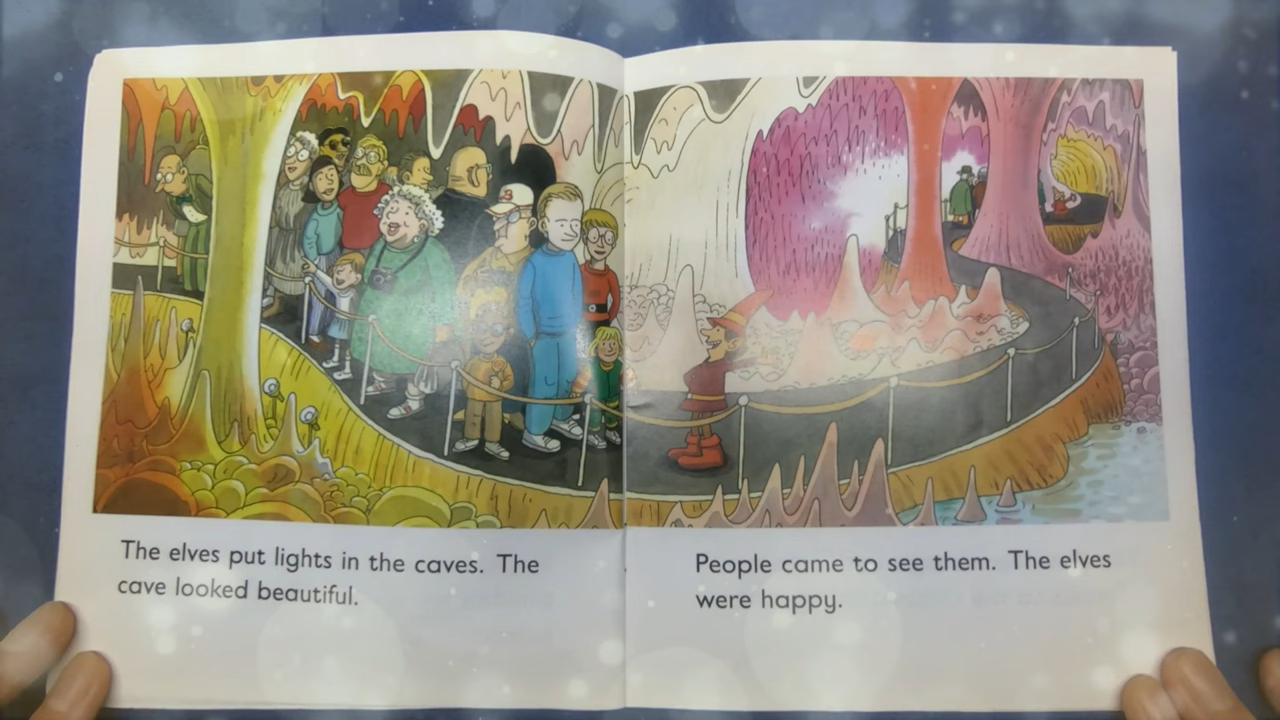 The elves put lights in the caves. The
cave looked beautiful.
People came to see them. The elves
were happy.